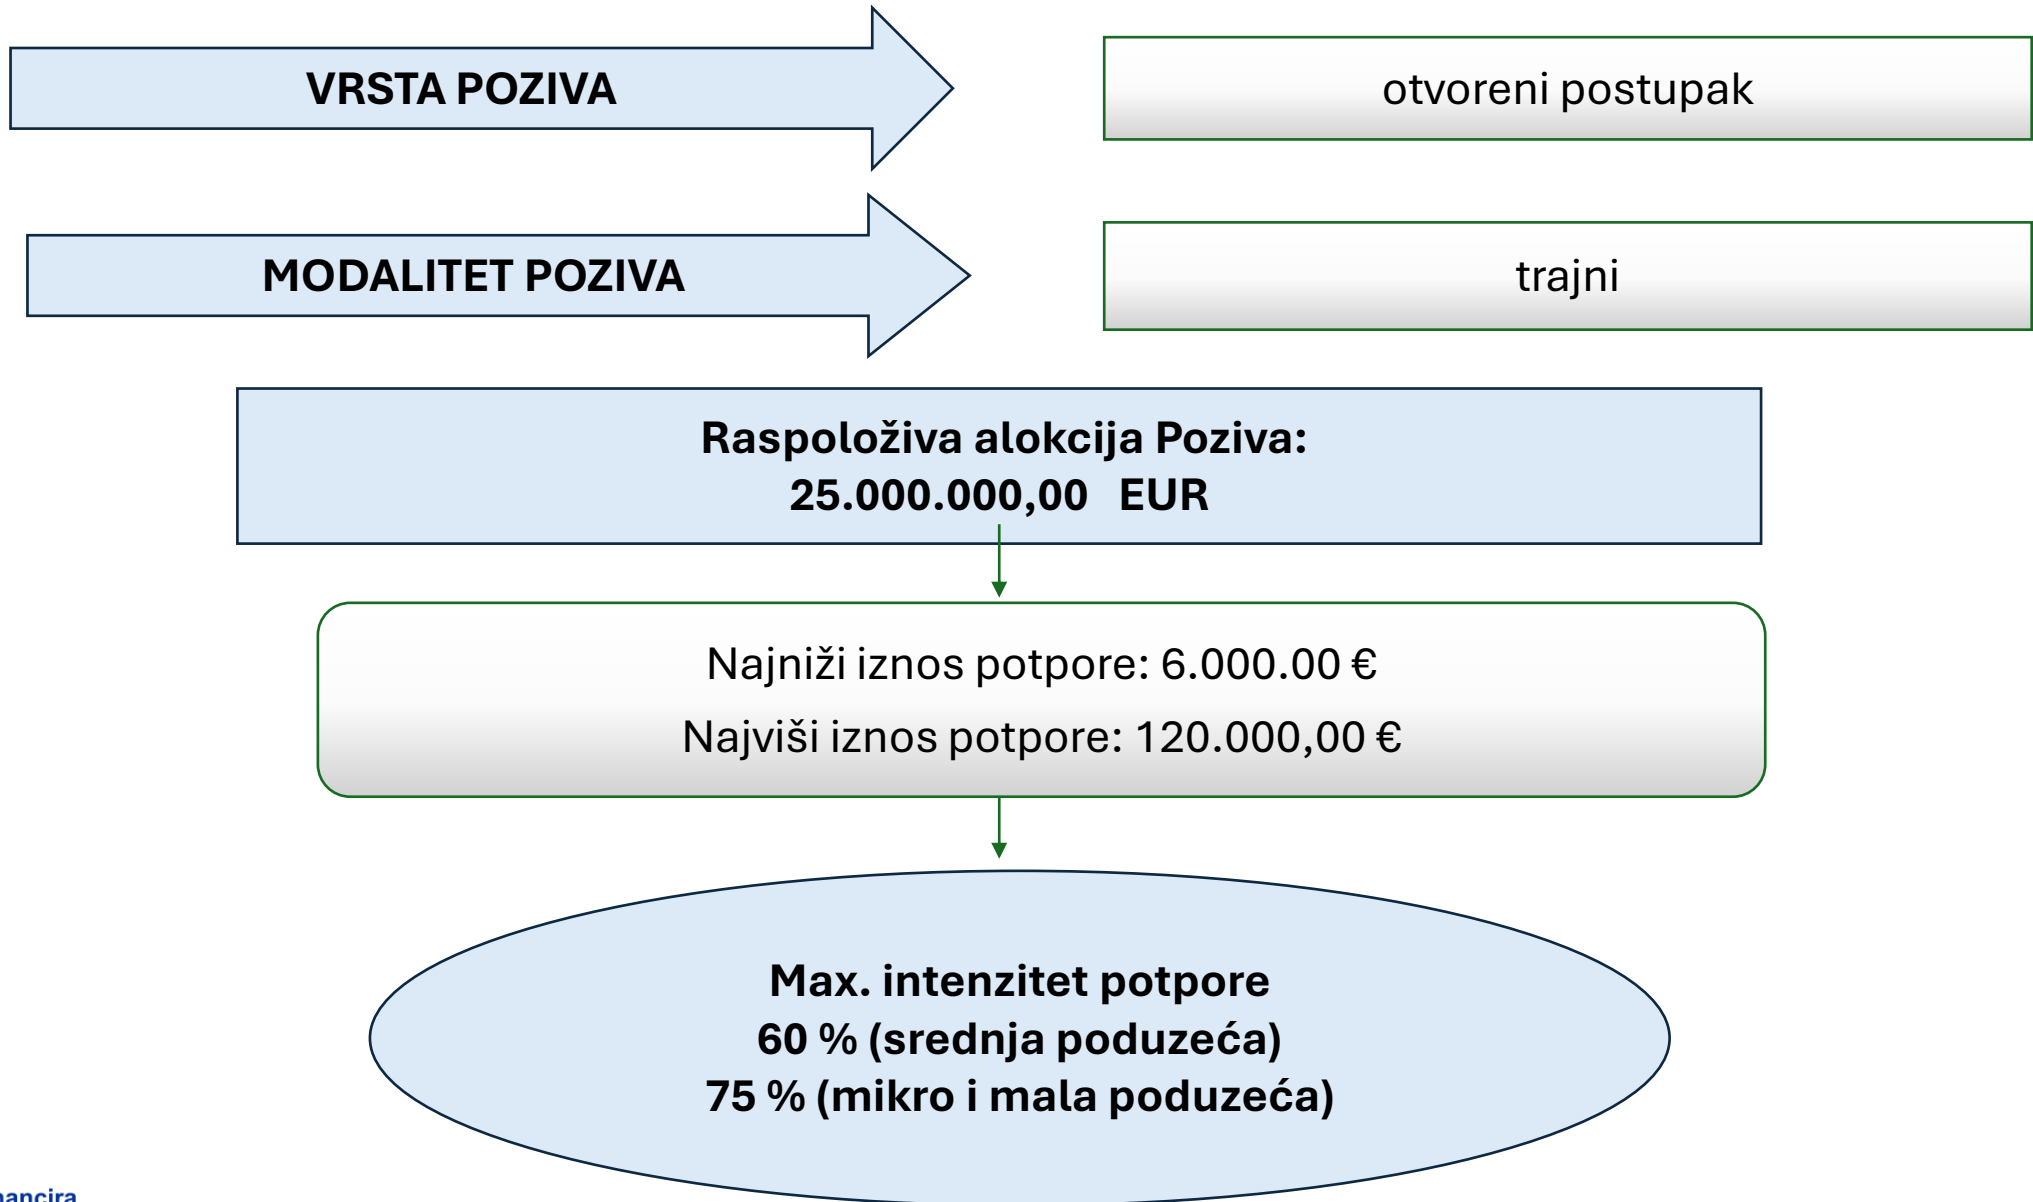 VRSTA POZIVA
otvoreni postupak
MODALITET POZIVA
trajni
Raspoloživa alokcija Poziva:
25.000.000,00 EUR
Najniži iznos potpore: 6.000.00 €
Najviši iznos potpore: 120.000,00 €
Max. intenzitet potpore
60 % (srednja poduzeća)
75 % (mikro i mala poduzeća)